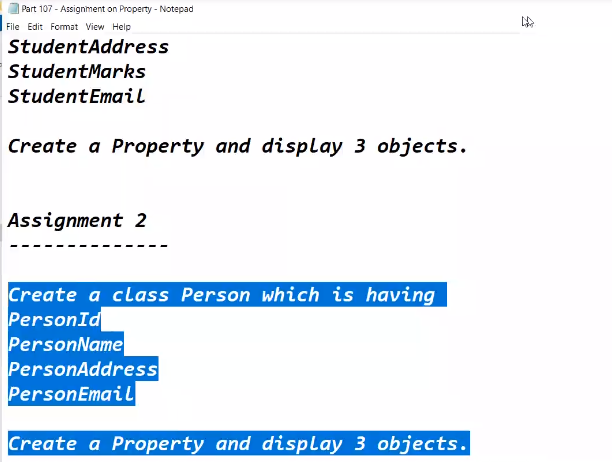 Part 107 - Assignment on Property - Notepad
File Edit Format View Help
StudentAddress
StudentMarks
StudentEmail
Create a Property and display 3 objects.
Assignment 2
--------------
Create a class Person which is having
PersonId
PersonName
PersonAddress
PersonEmail
Create a Property and display 3 objects.